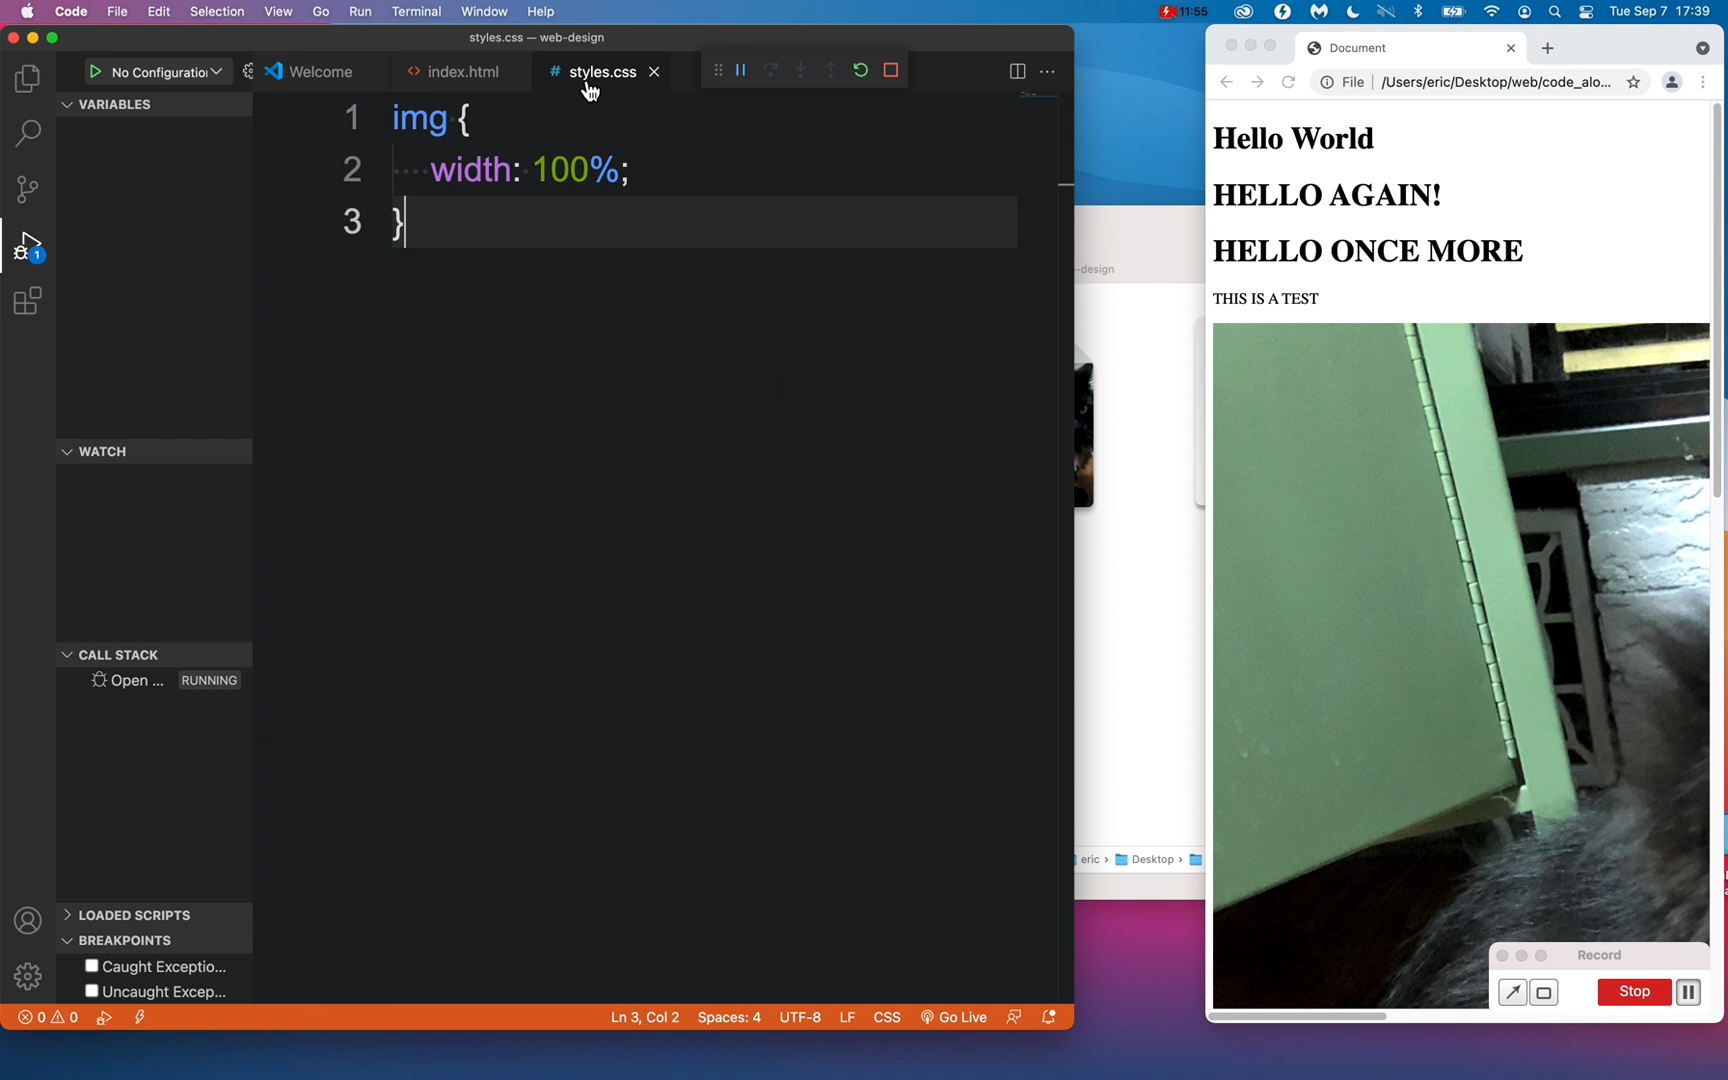 Code File Edit Selection View Go Run Terminal Window Help
11:55
Tue Sep 7 17:39
styles.css — web-design
No Configuration
Welcome
index.html
# styles.css
VARIABLES
1 img {
2 width: 100%;
3 }
1
WATCH
CALL STACK
Open ... RUNNING
LOADED SCRIPTS
BREAKPOINTS
Caught Exceptio...
Uncaught Excep...
0 0
Ln 3, Col 2 Spaces: 4 UTF-8 LF CSS Go Live
-design
eric › Desktop ›
Document
File /Users/eric/Desktop/web/code_alo...
Hello World
HELLO AGAIN!
HELLO ONCE MORE
THIS IS A TEST
Record
Stop